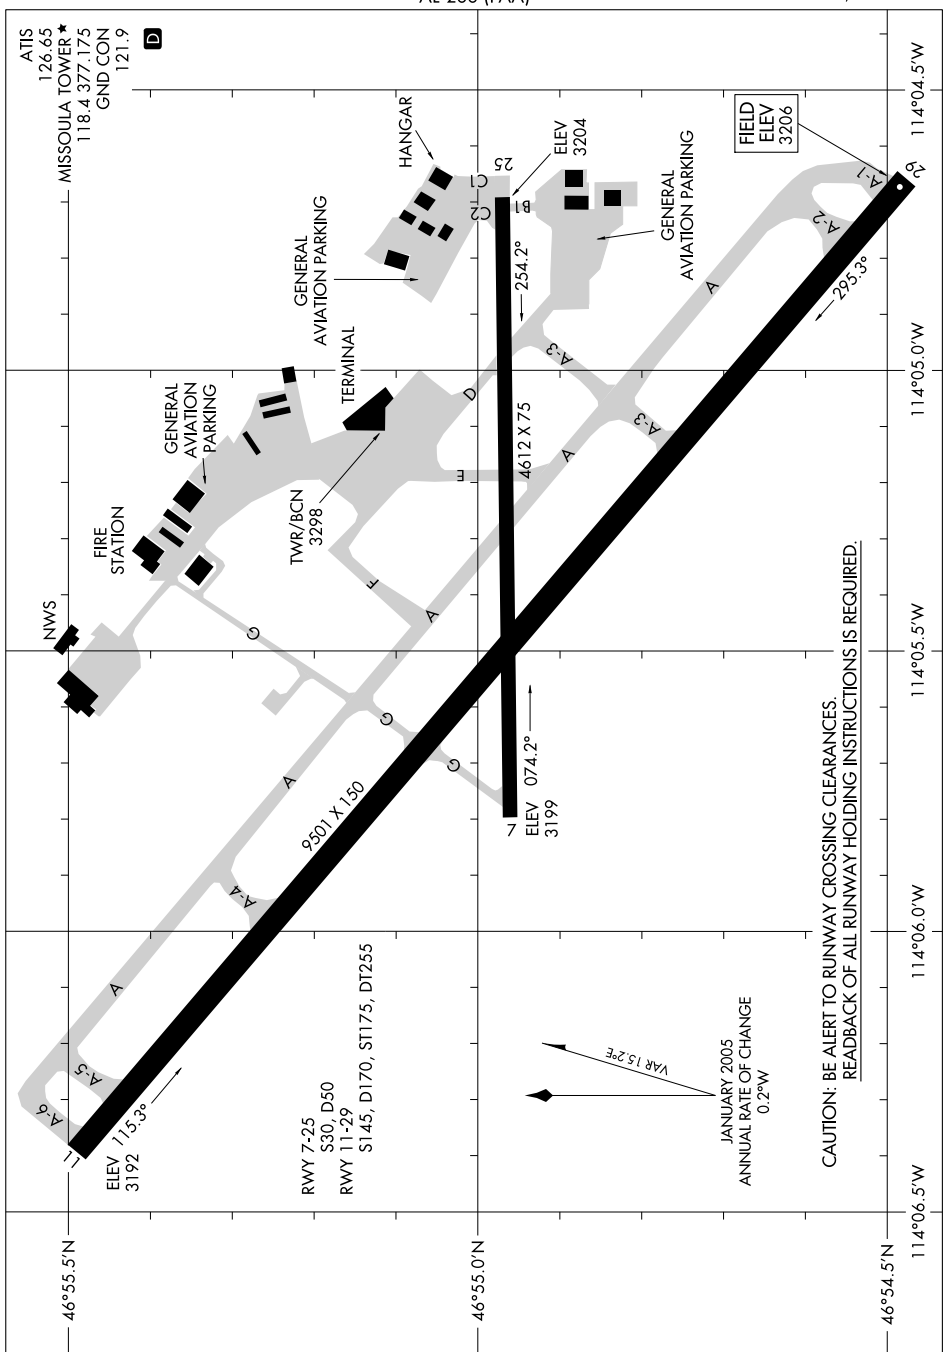 AL-266 (FAA)
ATIS
126.65
MISSOULA TOWER★
118.4 377.175
GND CON
121.9
D
NWS
FIRE
STATION
GENERAL
AVIATION
PARKING
TERMINAL
TWR/BCN
3298
GENERAL
AVIATION PARKING
HANGAR
C1
C2
25
B1
ELEV
3204
GENERAL
AVIATION PARKING
FIELD
ELEV
3206
A-1
29
A-2
295.3°
A
254.2°
A-3
A-3
D
E
4612 X 75
A
F
A
G
G
G
A
9501 X 150
A-4
A
A-5
A-6
11
115.3°
ELEV
3192
7
ELEV
3199
074.2°
RWY 7-25
S30, D50
RWY 11-29
S145, D170, ST175, DT255
VAR 15.2°E
JANUARY 2005
ANNUAL RATE OF CHANGE
0.2°W
CAUTION: BE ALERT TO RUNWAY CROSSING CLEARANCES.
READBACK OF ALL RUNWAY HOLDING INSTRUCTIONS IS REQUIRED.
46°55.5'N
46°55.0'N
46°54.5'N
114°06.5'W
114°06.0'W
114°05.5'W
114°05.0'W
114°04.5'W